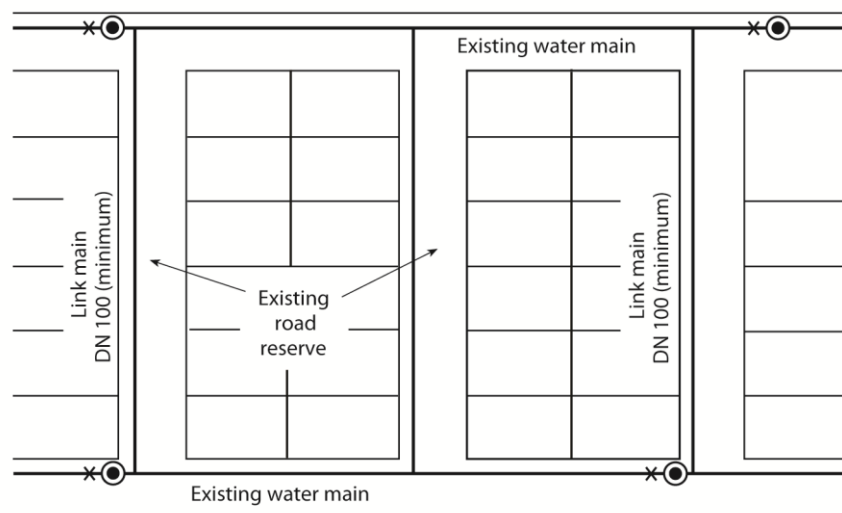 Existing water main
Link main
DN 100 (minimum)
Existing
road
reserve
Link main
DN 100 (minimum)
Existing water main